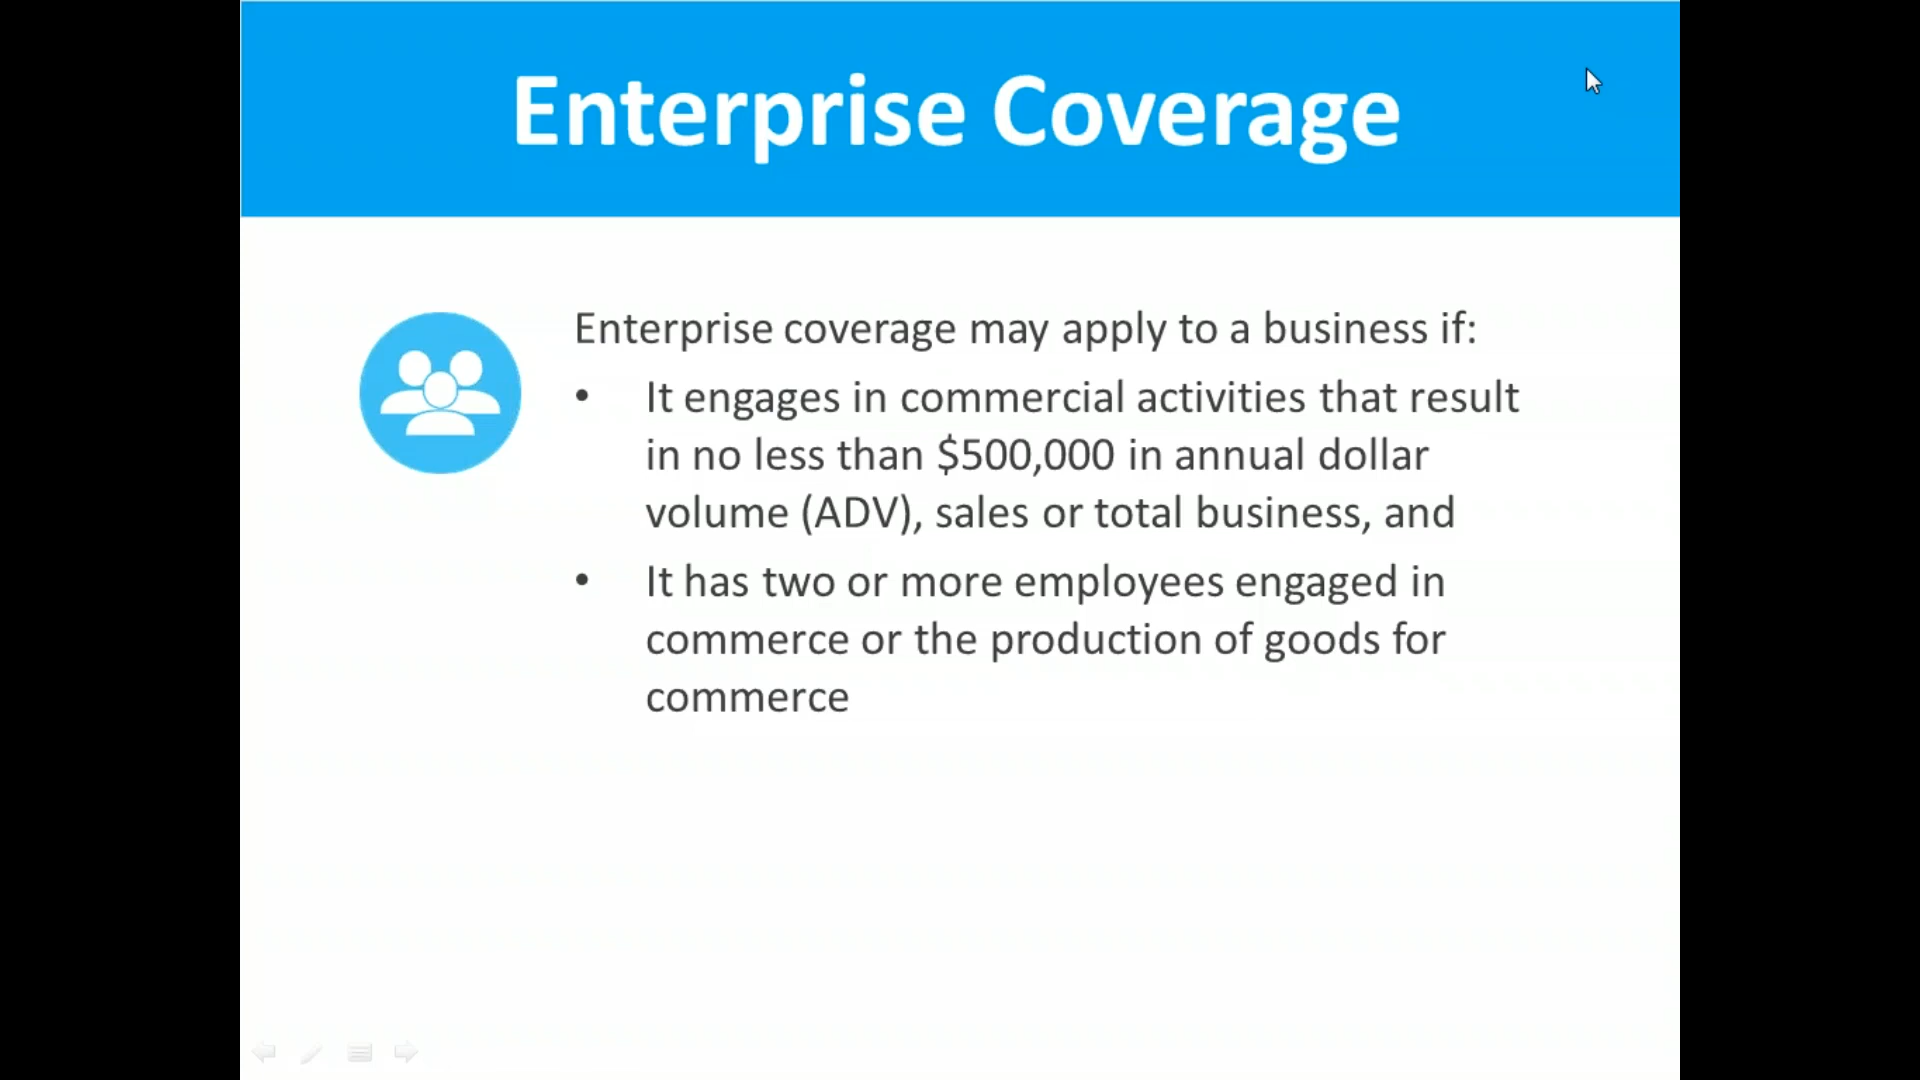 Enterprise Coverage
Enterprise coverage may apply to a business if:
• It engages in commercial activities that result
in no less than $500,000 in annual dollar
volume (ADV), sales or total business, and
• It has two or more employees engaged in
commerce or the production of goods for
commerce